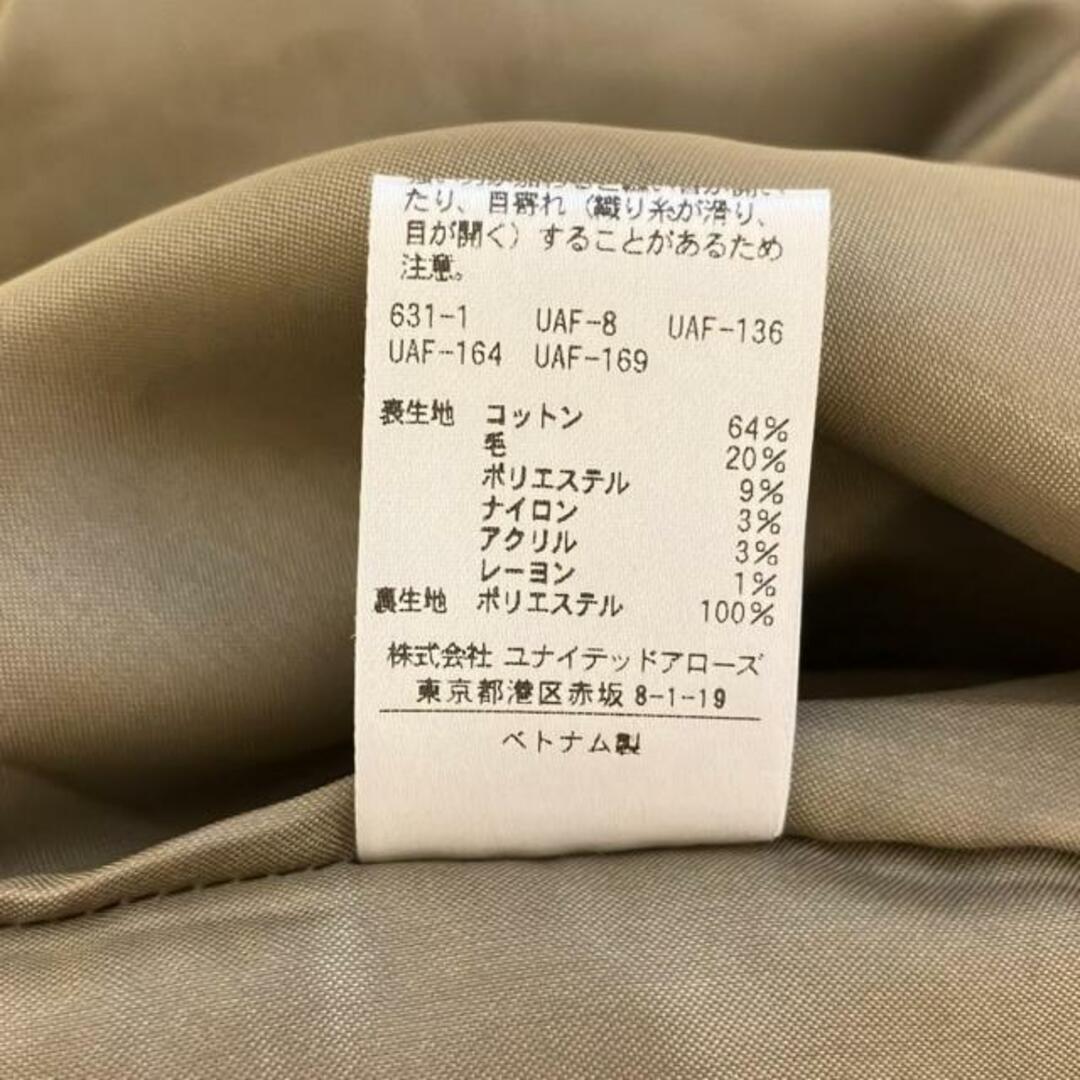 たり、目寄れ（織り糸が滑り、
目が開く）することがあるため
注意。
631-1 UAF-8 UAF-136
UAF-164 UAF-169
表生地 コットン 64%
毛 20%
ポリエステル 9%
ナイロン 3%
アクリル 3%
レーヨン 1%
裏生地 ポリエステル 100%
株式会社 ユナイテッドアローズ
東京都港区赤坂 8-1-19
ベトナム製